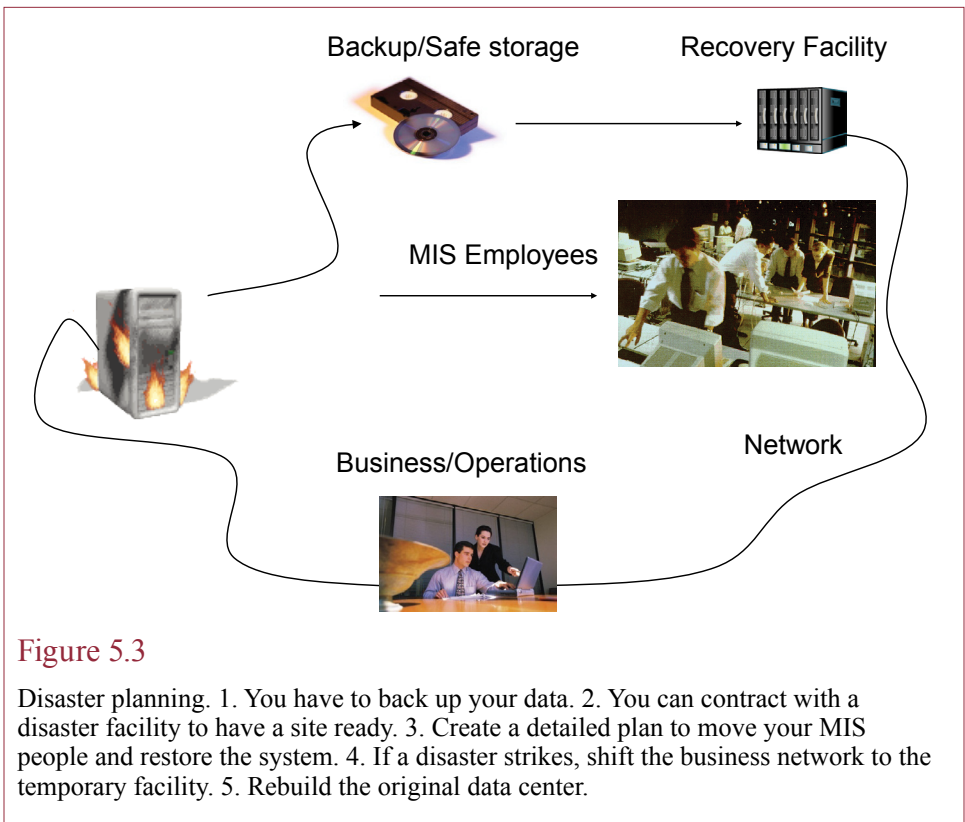 Backup/Safe storage
Recovery Facility
MIS Employees
Network
Business/Operations
Figure 5.3
Disaster planning. 1. You have to back up your data. 2. You can contract with a
disaster facility to have a site ready. 3. Create a detailed plan to move your MIS
people and restore the system. 4. If a disaster strikes, shift the business network to the
temporary facility. 5. Rebuild the original data center.